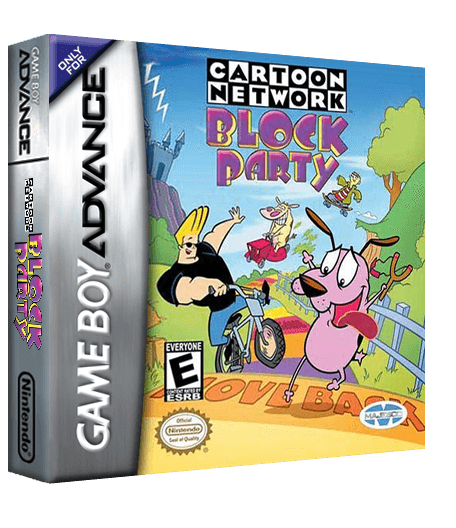 GAME BOY ADVANCE
CARTOON
NETWORK
BLOCK
PARTY
Nintendo
GAME BOY ADVANCE
ONLY
FOR
CARTOON
NETWORK
BLOCK
PARTY
EVERYONE
E
CONTENT RATED BY
ESRB
Official
Nintendo
Seal of Quality
MOVE BACK
MAJESCO